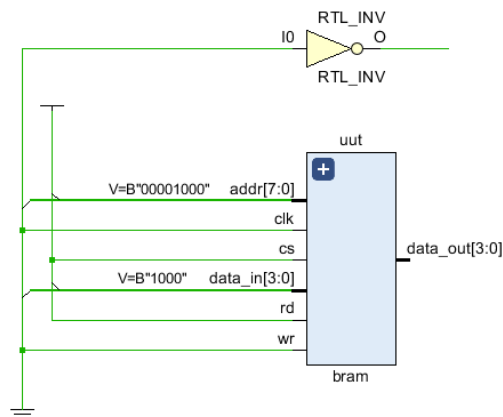 RTL_INV
I0 O
RTL_INV
uut
V=B"00001000" addr[7:0]
clk
cs
data_out[3:0]
V=B"1000" data_in[3:0]
rd
wr
bram